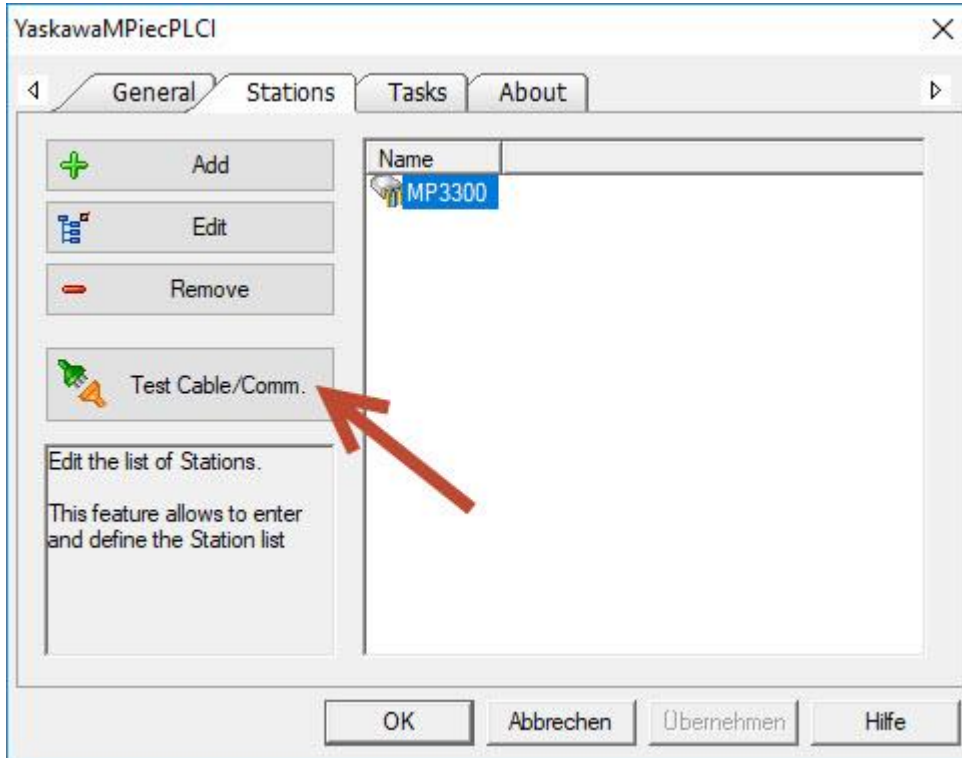 YaskawaMPiecPLCI
General Stations Tasks About
Add
Edit
Remove
Test Cable/Comm.
Edit the list of Stations.
This feature allows to enter
and define the Station list
Name
MP3300
OK Abbrechen Übernehmen Hilfe